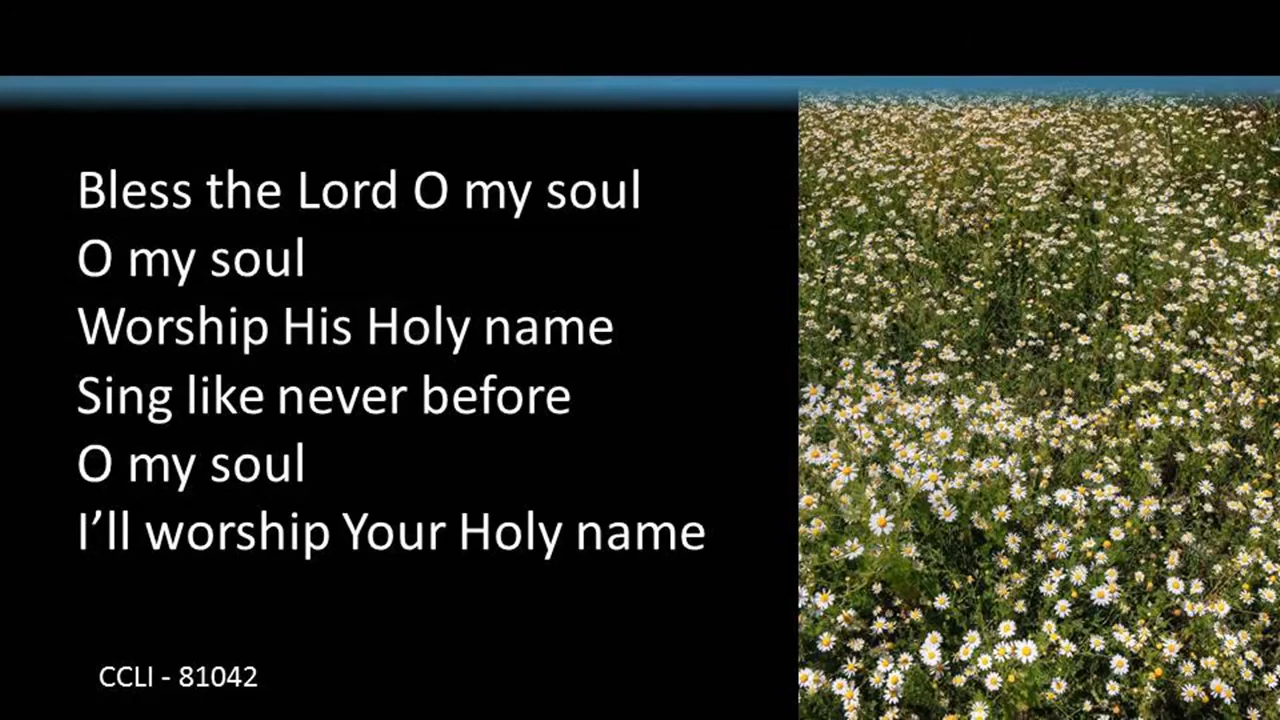 Bless the Lord O my soul
O my soul
Worship His Holy name
Sing like never before
O my soul
I’ll worship Your Holy name
CCLI - 81042